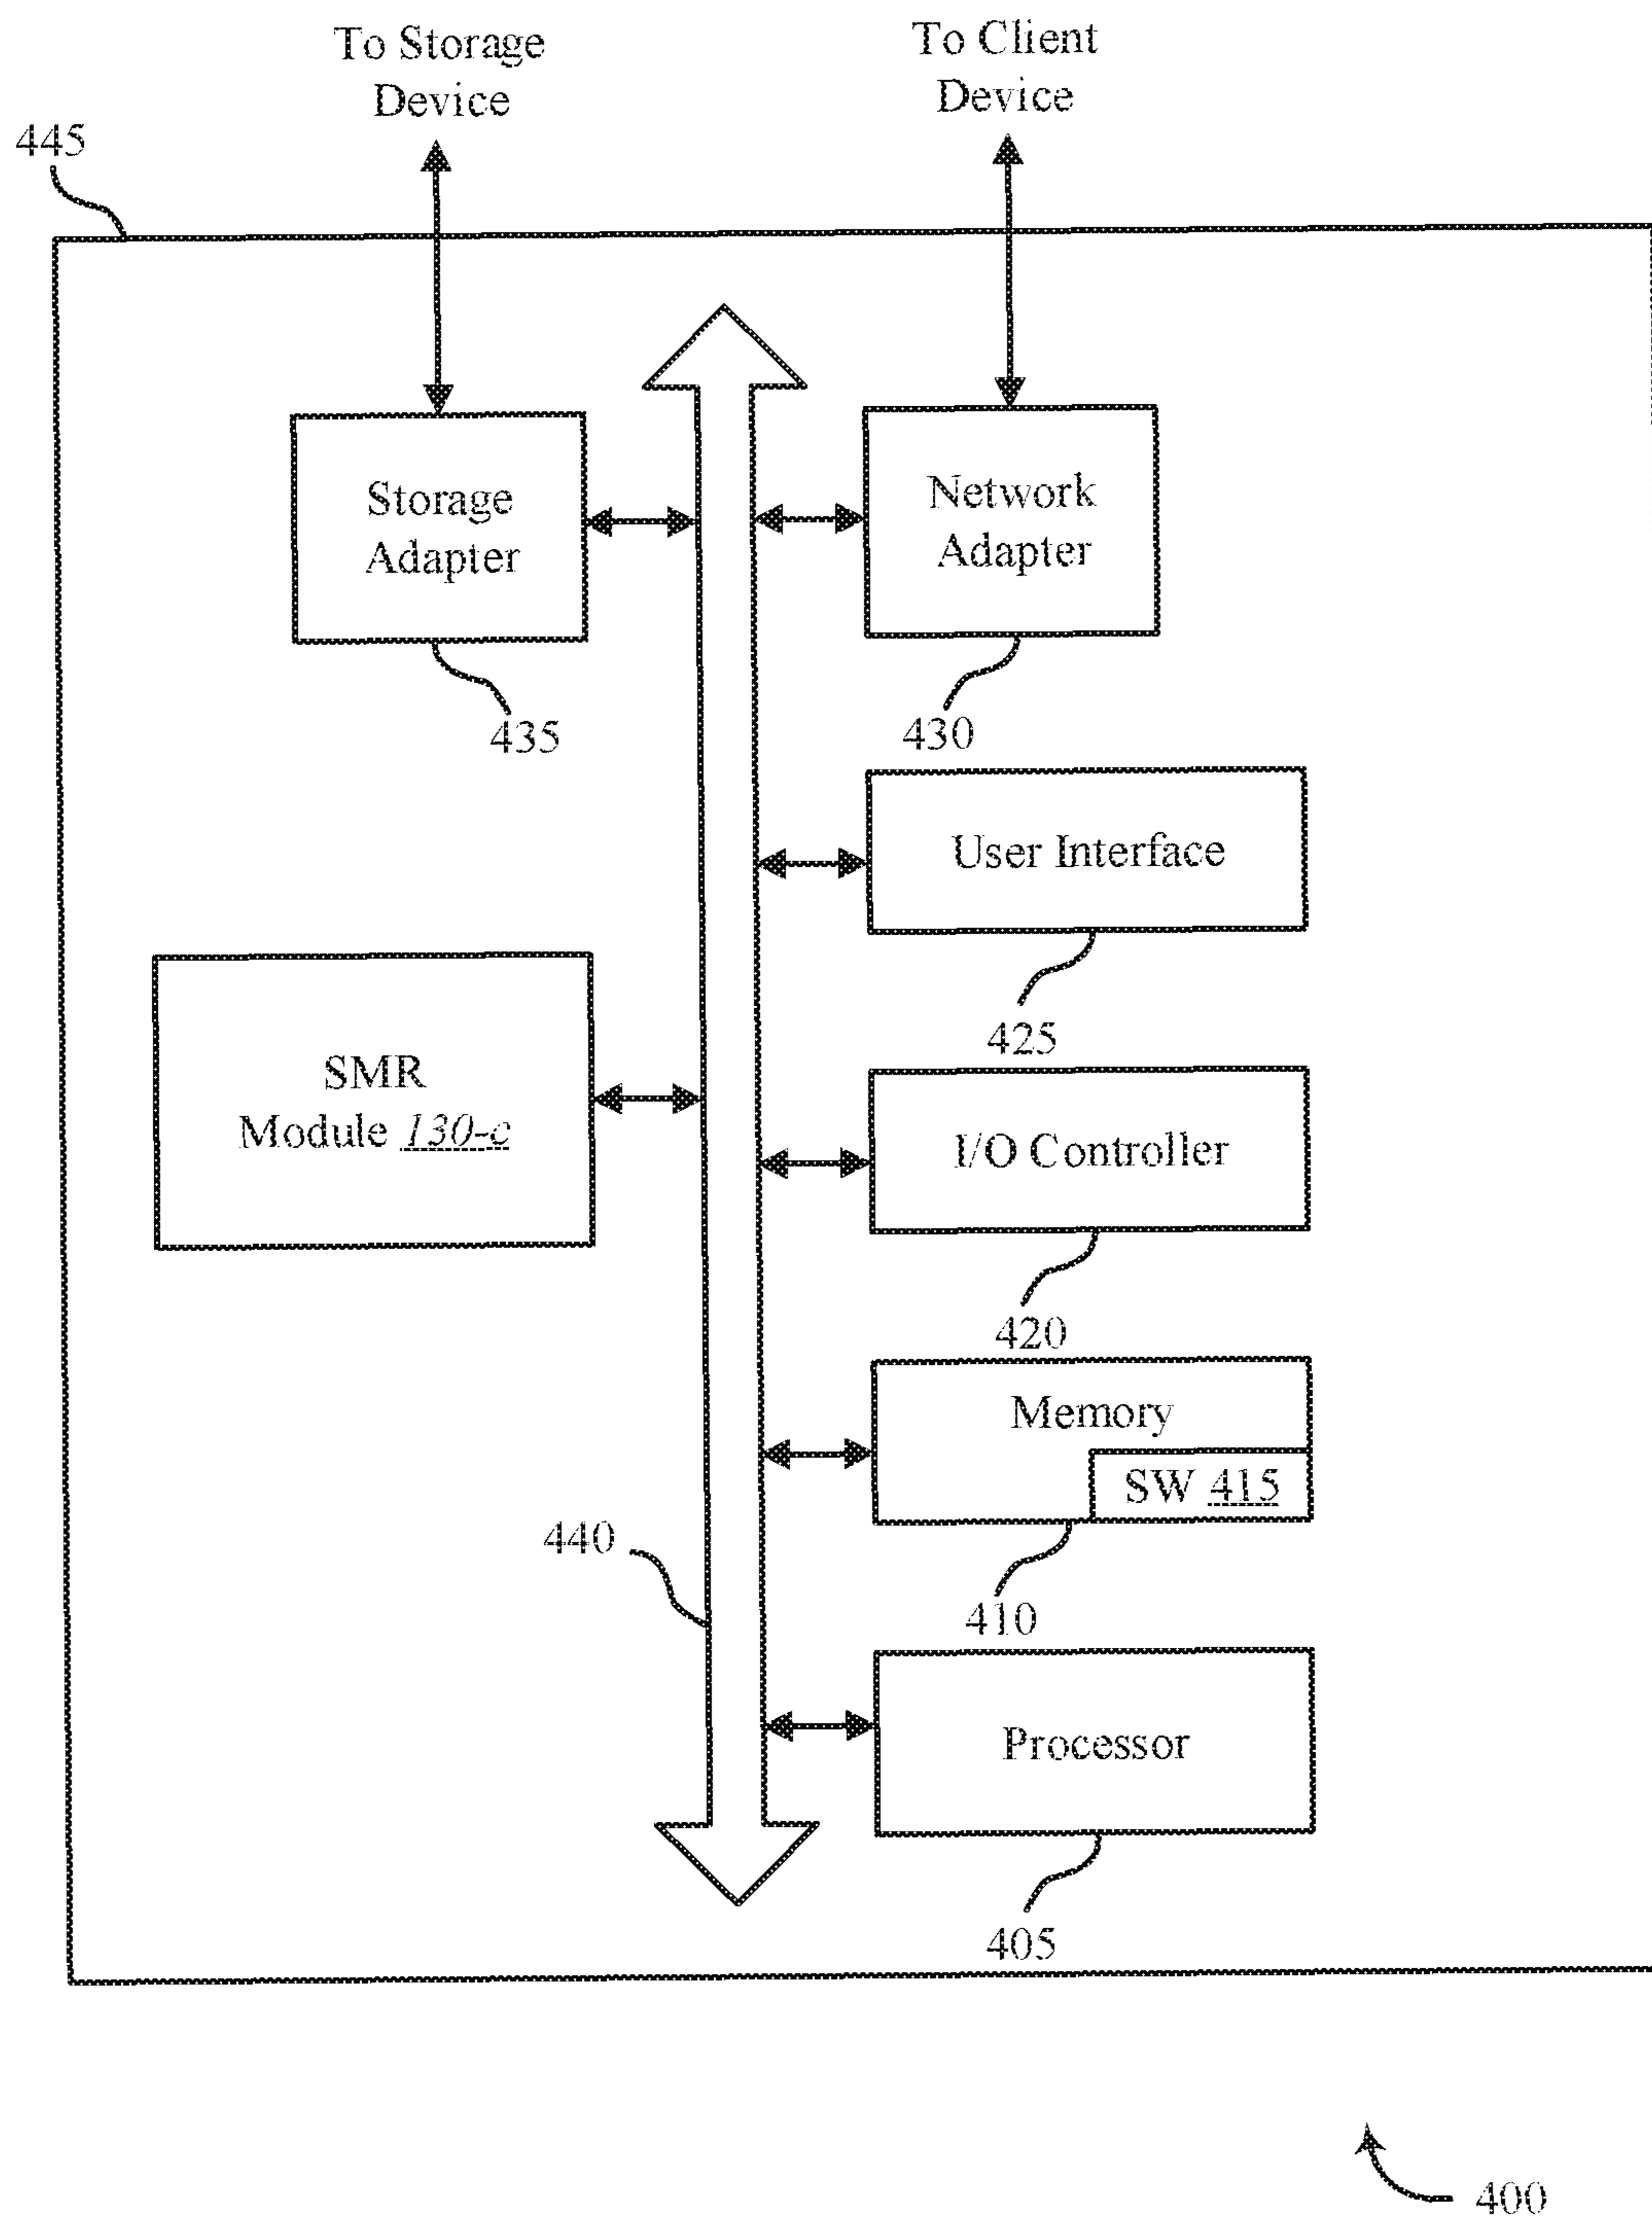 To Storage
Device
To Client
Device
445
Storage
Adapter
435
Network
Adapter
430
User Interface
425
SMR
Module 130-c
I/O Controller
420
Memory
SW 415
410
440
Processor
405
400